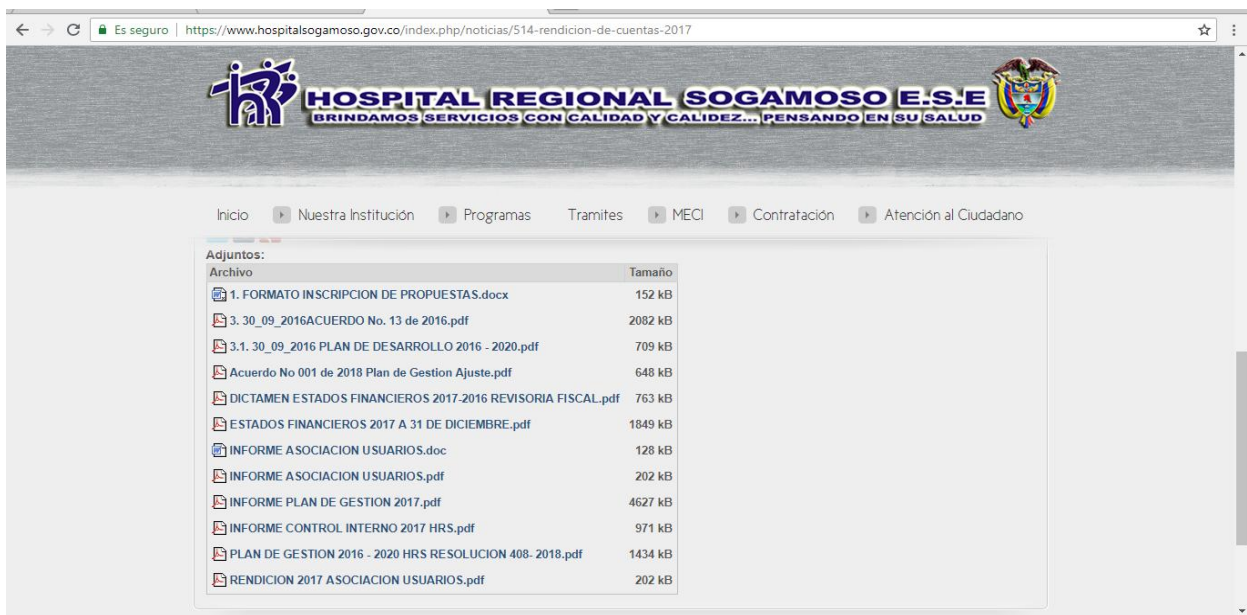 Es seguro | https://www.hospitalsogamoso.gov.co/index.php/noticias/514-rendicion-de-cuentas-2017
HOSPITAL REGIONAL SOGAMOSO E.S.E
BRINDAMOS SERVICIOS CON CALIDAD Y CALIDEZ... PENSANDO EN SU SALUD
Inicio Nuestra Institución Programas Tramites MECI Contratación Atención al Ciudadano
Adjuntos:
Archivo Tamaño
1. FORMATO INSCRIPCION DE PROPUESTAS.docx 152 kB
3. 30_09_2016ACUERDO No. 13 de 2016.pdf 2082 kB
3.1. 30_09_2016 PLAN DE DESARROLLO 2016 - 2020.pdf 709 kB
Acuerdo No 001 de 2018 Plan de Gestion Ajuste.pdf 648 kB
DICTAMEN ESTADOS FINANCIEROS 2017-2016 REVISORIA FISCAL.pdf 763 kB
ESTADOS FINANCIEROS 2017 A 31 DE DICIEMBRE.pdf 1849 kB
INFORME ASOCIACION USUARIOS.doc 128 kB
INFORME ASOCIACION USUARIOS.pdf 202 kB
INFORME PLAN DE GESTION 2017.pdf 4627 kB
INFORME CONTROL INTERNO 2017 HRS.pdf 971 kB
PLAN DE GESTION 2016 - 2020 HRS RESOLUCION 408- 2018.pdf 1434 kB
RENDICION 2017 ASOCIACION USUARIOS.pdf 202 kB